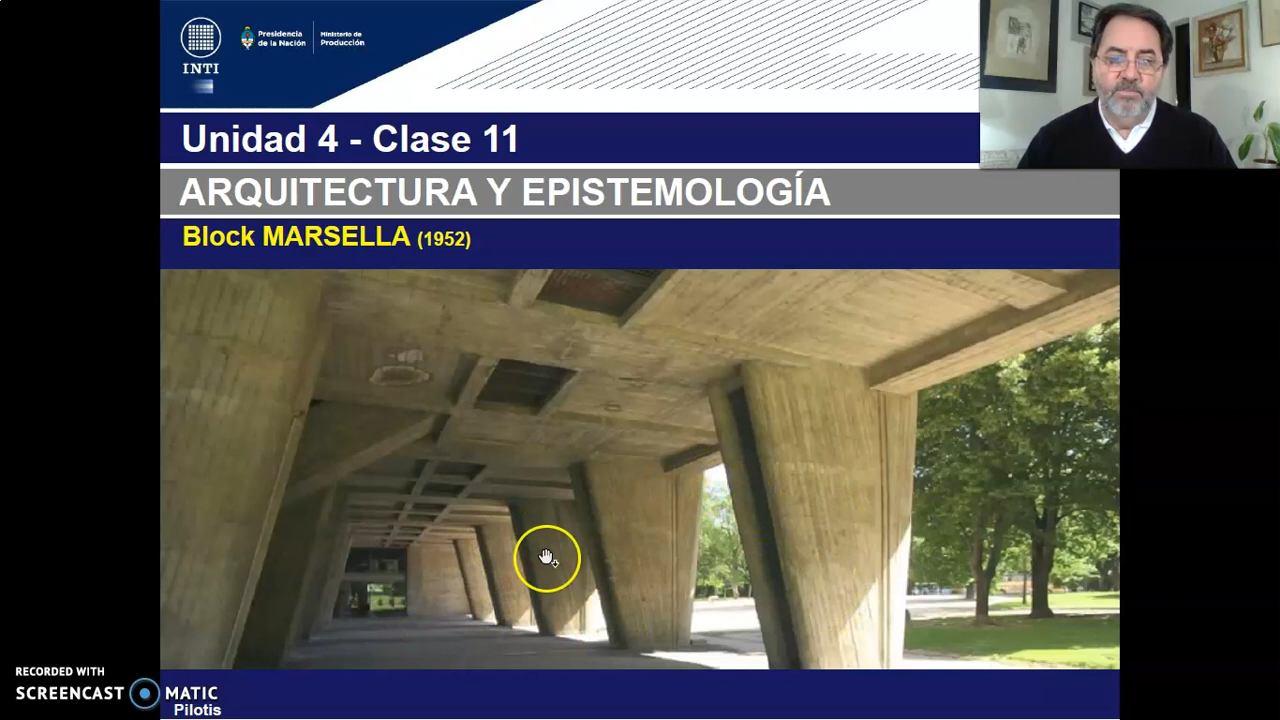 INTI
Presidencia
de la Nación
Ministerio de
Producción
Unidad 4 - Clase 11
ARQUITECTURA Y EPISTEMOLOGÍA
Block MARSELLA (1952)
RECORDED WITH
SCREENCAST MATIC
Pilotis